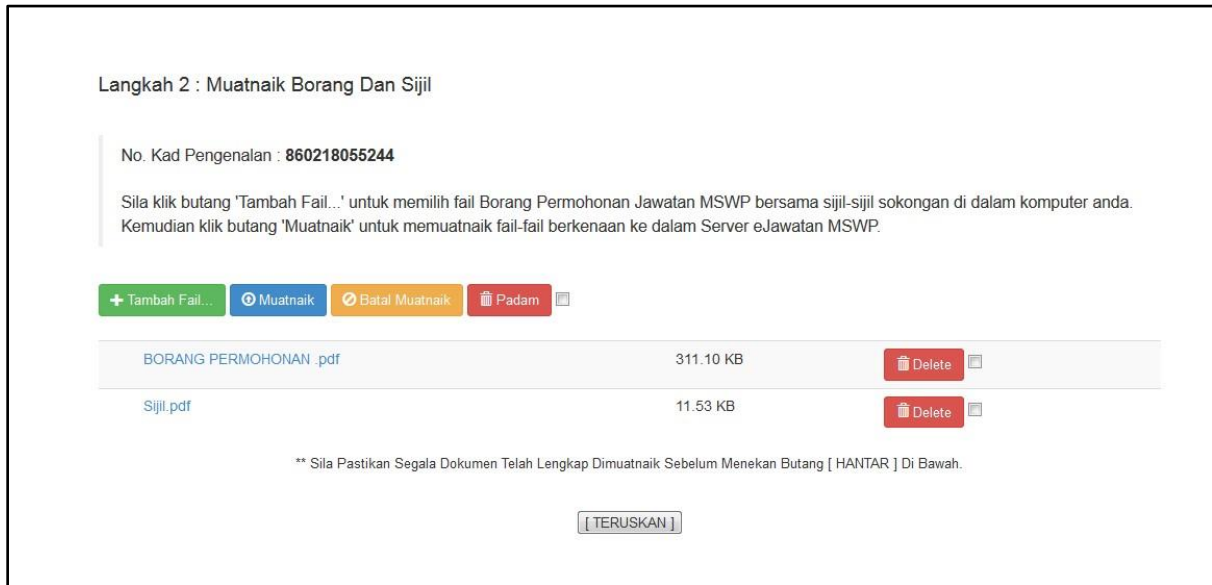 Langkah 2 : Muatnaik Borang Dan Sijil
No. Kad Pengenalan : 860218055244
Sila klik butang 'Tambah Fail...' untuk memilih fail Borang Permohonan Jawatan MSWP bersama sijil-sijil sokongan di dalam komputer anda.
Kemudian klik butang 'Muatnaik' untuk memuatnaik fail-fail berkenaan ke dalam Server eJawatan MSWP.
Tambah Fail... Muatnaik Batal Muatnaik Padam
BORANG PERMOHONAN .pdf 311.10 KB Delete
Sijil.pdf 11.53 KB Delete
** Sila Pastikan Segala Dokumen Telah Lengkap Dimuatnaik Sebelum Menekan Butang [ HANTAR ] Di Bawah.
[ TERUSKAN ]